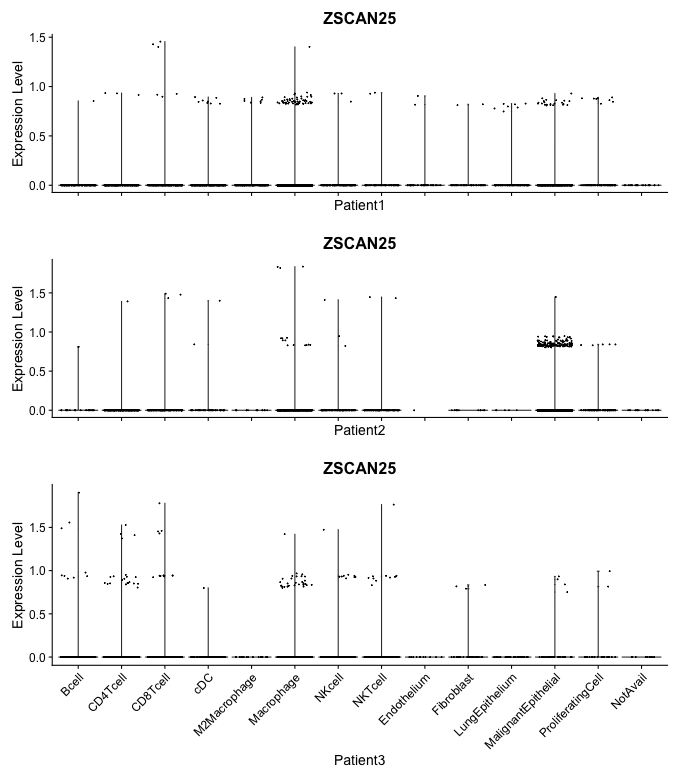 ZSCAN25
Expression Level
1.5
1.0
0.5
0.0
Patient1
ZSCAN25
Expression Level
1.5
1.0
0.5
0.0
Patient2
ZSCAN25
Expression Level
1.5
1.0
0.5
0.0
Bcell
CD4Tcell
CD8Tcell
cDC
M2Macrophage
Macrophage
NKcell
NKTcell
Endothelium
Fibroblast
LungEpithelium
MalignantEpithelial
ProliferatingCell
NotAvail
Patient3